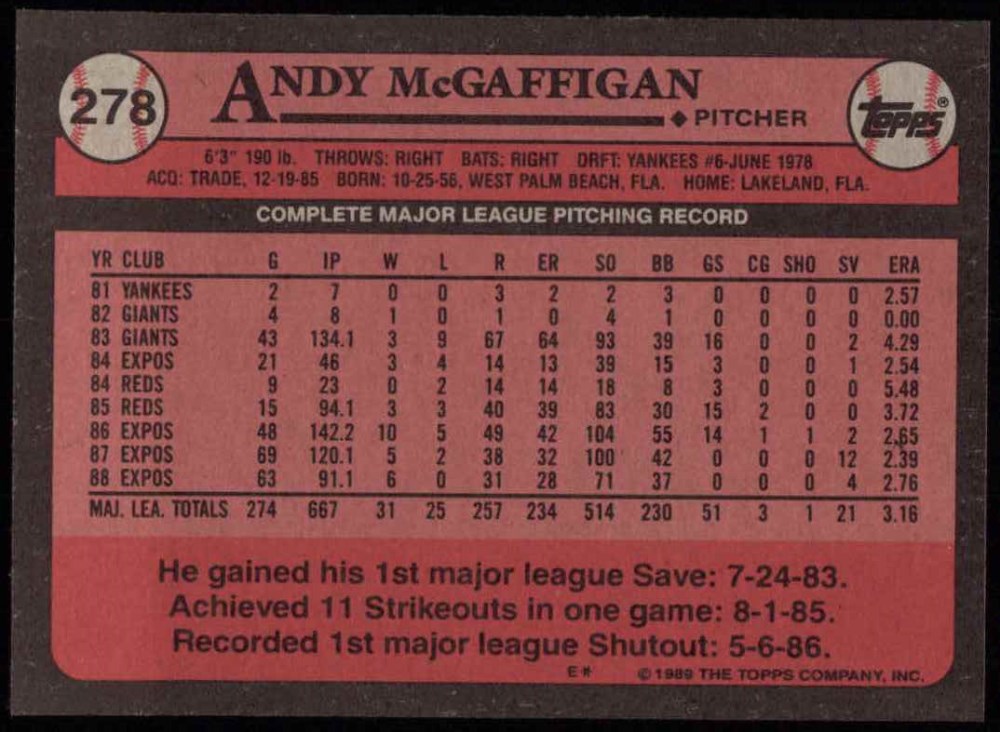 278
ANDY McGAFFIGAN
PITCHER
TOPPS®
6'3" 190 lb. THROWS: RIGHT BATS: RIGHT DRFT: YANKEES #6-JUNE 1978
ACQ: TRADE, 12-19-85 BORN: 10-25-56, WEST PALM BEACH, FLA. HOME: LAKELAND, FLA.
COMPLETE MAJOR LEAGUE PITCHING RECORD
YR CLUB G IP W L R ER SO BB GS CG SHO SV ERA
81 YANKEES 2 7 0 0 3 2 2 3 0 0 0 0 2.57
82 GIANTS 4 8 1 0 1 0 4 1 0 0 0 0 0.00
83 GIANTS 43 134.1 3 9 67 64 93 39 16 0 0 2 4.29
84 EXPOS 21 46 3 4 14 13 39 15 3 0 0 1 2.54
84 REDS 9 23 0 2 14 14 18 8 3 0 0 0 5.48
85 REDS 15 94.1 3 3 40 39 83 30 15 2 0 0 3.72
86 EXPOS 48 142.2 10 5 49 42 104 55 14 1 1 2 2.65
87 EXPOS 69 120.1 5 2 38 32 100 42 0 0 0 12 2.39
88 EXPOS 63 91.1 6 0 31 28 71 37 0 0 0 4 2.76
MAJ. LEA. TOTALS 274 667 31 25 257 234 514 230 51 3 1 21 3.16
He gained his 1st major league Save: 7-24-83.
Achieved 11 Strikeouts in one game: 8-1-85.
Recorded 1st major league Shutout: 5-6-86.
E* © 1989 THE TOPPS COMPANY, INC.